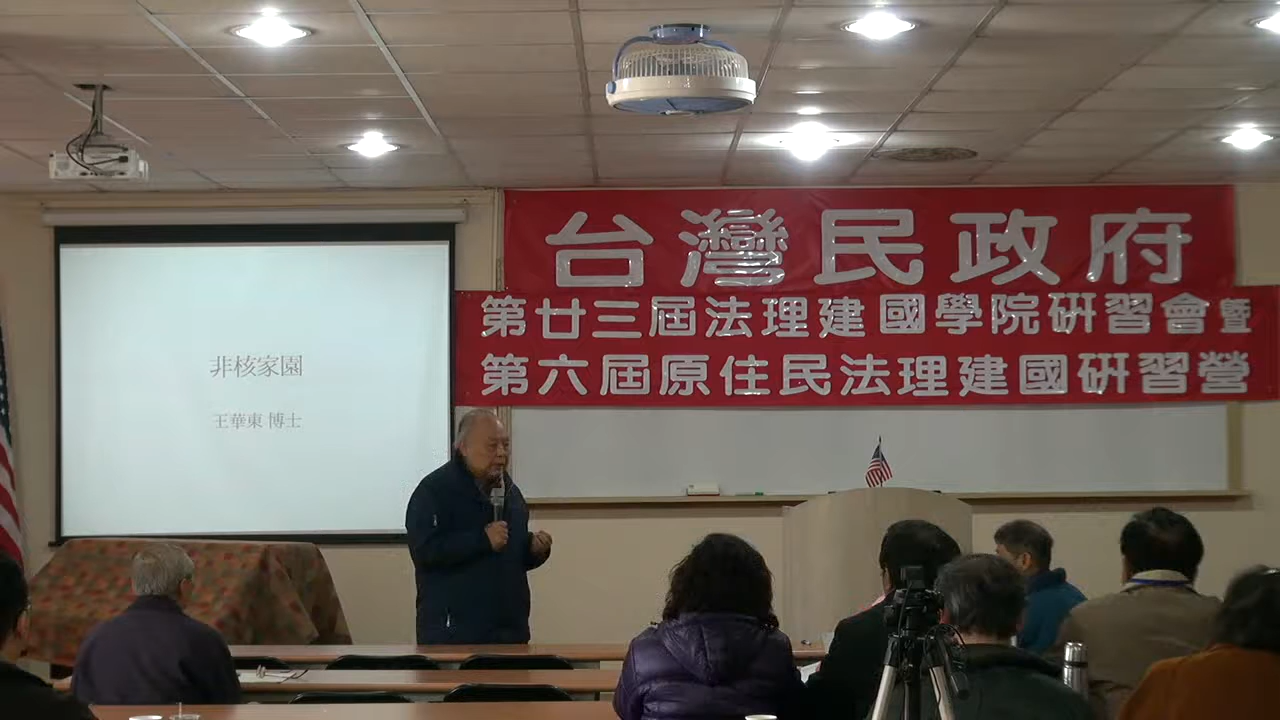 台灣民政府
第廿三屆法理建國學院研習會暨
第六屆原住民法理建國研習營
非核家園
王華東 博士